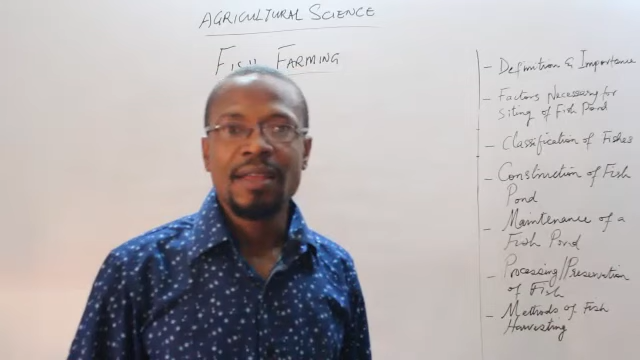 AGRICULTURAL SCIENCE
FISH FARMING
- Definition & Importance
- Factors Necessary for
Siting of Fish Pond
- Classification of Fishes
- Construction of Fish
Pond
- Maintenance of a
Fish Pond
- Processing/Preservation
of Fish
- Methods of Fish
Harvesting